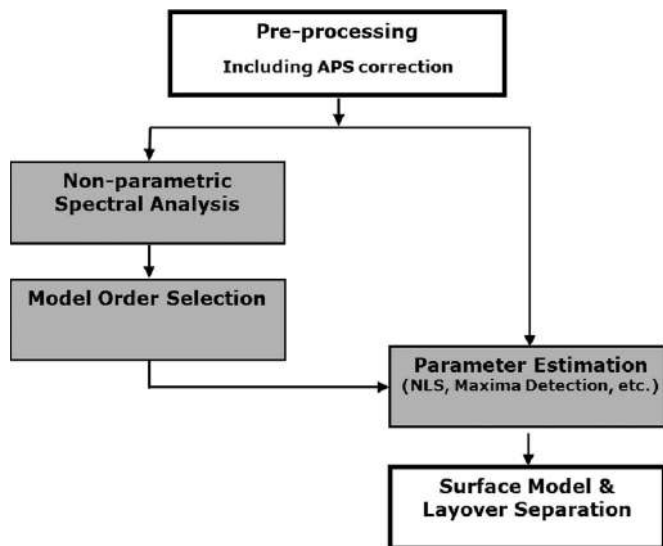 Pre-processing
Including APS correction
Non-parametric
Spectral Analysis
Model Order Selection
Parameter Estimation
(NLS, Maxima Detection, etc.)
Surface Model &
Layover Separation